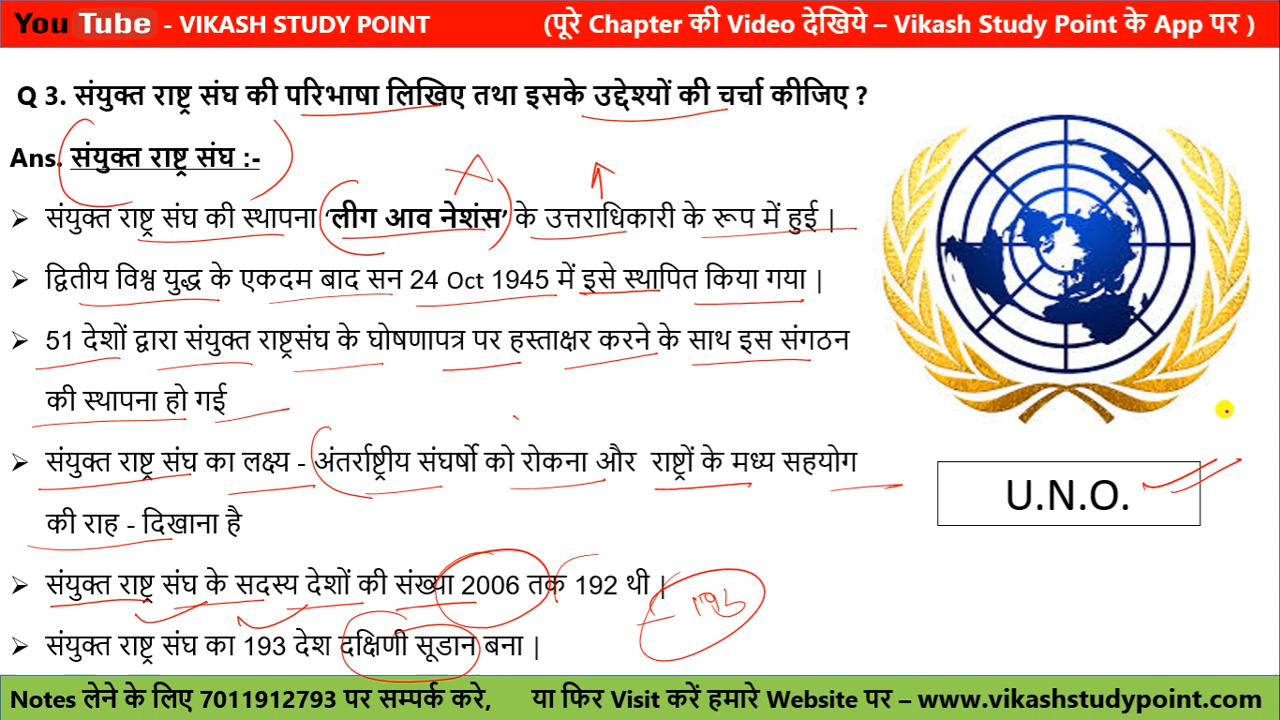 You Tube - VIKASH STUDY POINT (पूरे Chapter की Video देखिये – Vikash Study Point के App पर )
Q 3. संयुक्त राष्ट्र संघ की परिभाषा लिखिए तथा इसके उद्देश्यों की चर्चा कीजिए ?
Ans. संयुक्त राष्ट्र संघ :-
➢ संयुक्त राष्ट्र संघ की स्थापना ‘लीग आव नेशंस’ के उत्तराधिकारी के रूप में हुई |
➢ द्वितीय विश्व युद्ध के एकदम बाद सन 24 Oct 1945 में इसे स्थापित किया गया |
➢ 51 देशों द्वारा संयुक्त राष्ट्रसंघ के घोषणापत्र पर हस्ताक्षर करने के साथ इस संगठन
की स्थापना हो गई
➢ संयुक्त राष्ट्र संघ का लक्ष्य - अंतर्राष्ट्रीय संघर्षो को रोकना और राष्ट्रों के मध्य सहयोग
की राह - दिखाना है
U.N.O.
➢ संयुक्त राष्ट्र संघ के सदस्य देशों की संख्या 2006 तक 192 थी |
193
➢ संयुक्त राष्ट्र संघ का 193 देश दक्षिणी सूडान बना |
Notes लेने के लिए 7011912793 पर सम्पर्क करे, या फिर Visit करें हमारे Website पर – www.vikashstudypoint.com